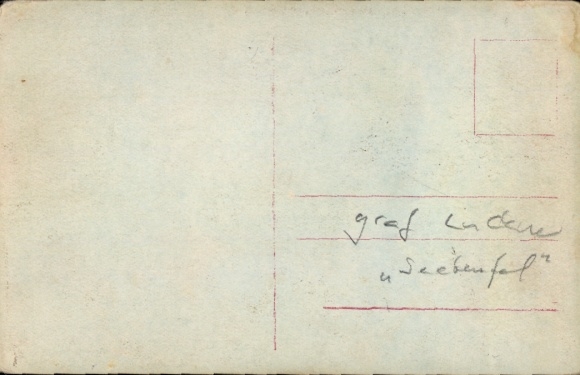 graf Luckner
„Seeteufel“